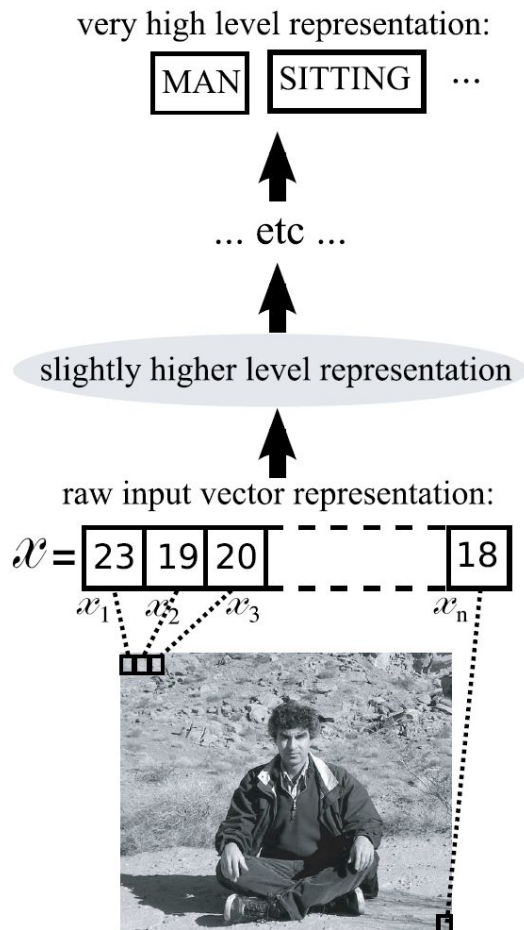 very high level representation:
MAN SITTING ...
... etc ...
slightly higher level representation
raw input vector representation:
x = 23 19 20 18
x1 x2 x3 xn